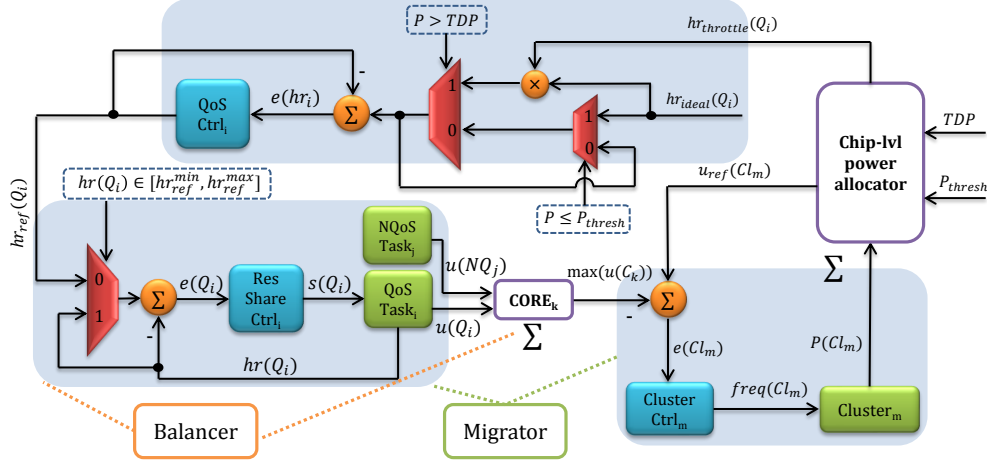 P > TDP
hr_throttle(Q_i)
-
1
×
QoS
Ctrl_i
e(hr_i)
Σ
hr_ideal(Q_i)
1
0
0
TDP
Chip-lvl
power
allocator
u_ref(Cl_m)
P_thresh
hr(Q_i) ∈ [hr_ref^min, hr_ref^max]
P ≤ P_thresh
hr_ref(Q_i)
NQoS
Task_j
u(NQ_j)
max(u(C_k))
Σ
0
1
Σ
-
e(Q_i)
Res
Share
Ctrl_i
s(Q_i)
QoS
Task_i
u(Q_i)
CORE_k
Σ
-
Σ
hr(Q_i)
e(Cl_m)
P(Cl_m)
Cluster
Ctrl_m
freq(Cl_m)
Cluster_m
Balancer
Migrator